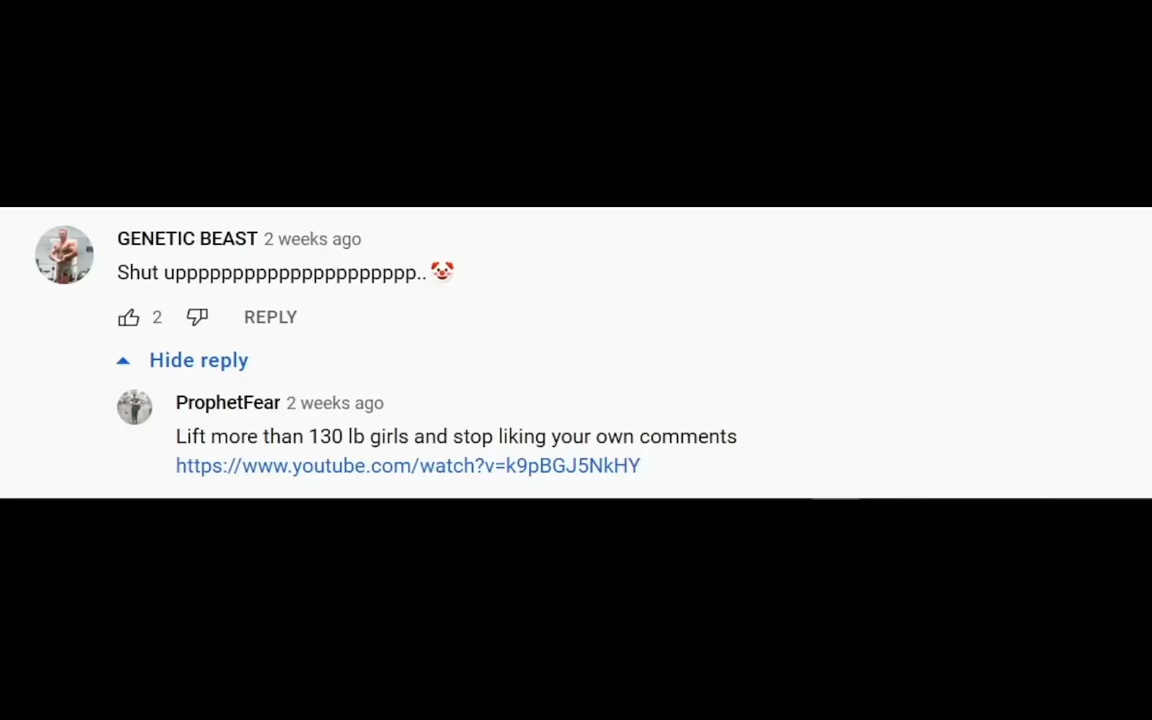 GENETIC BEAST 2 weeks ago
Shut upppppppppppppppppppp.. 🤡
2 REPLY
Hide reply
ProphetFear 2 weeks ago
Lift more than 130 lb girls and stop liking your own comments
https://www.youtube.com/watch?v=k9pBGJ5NkHY